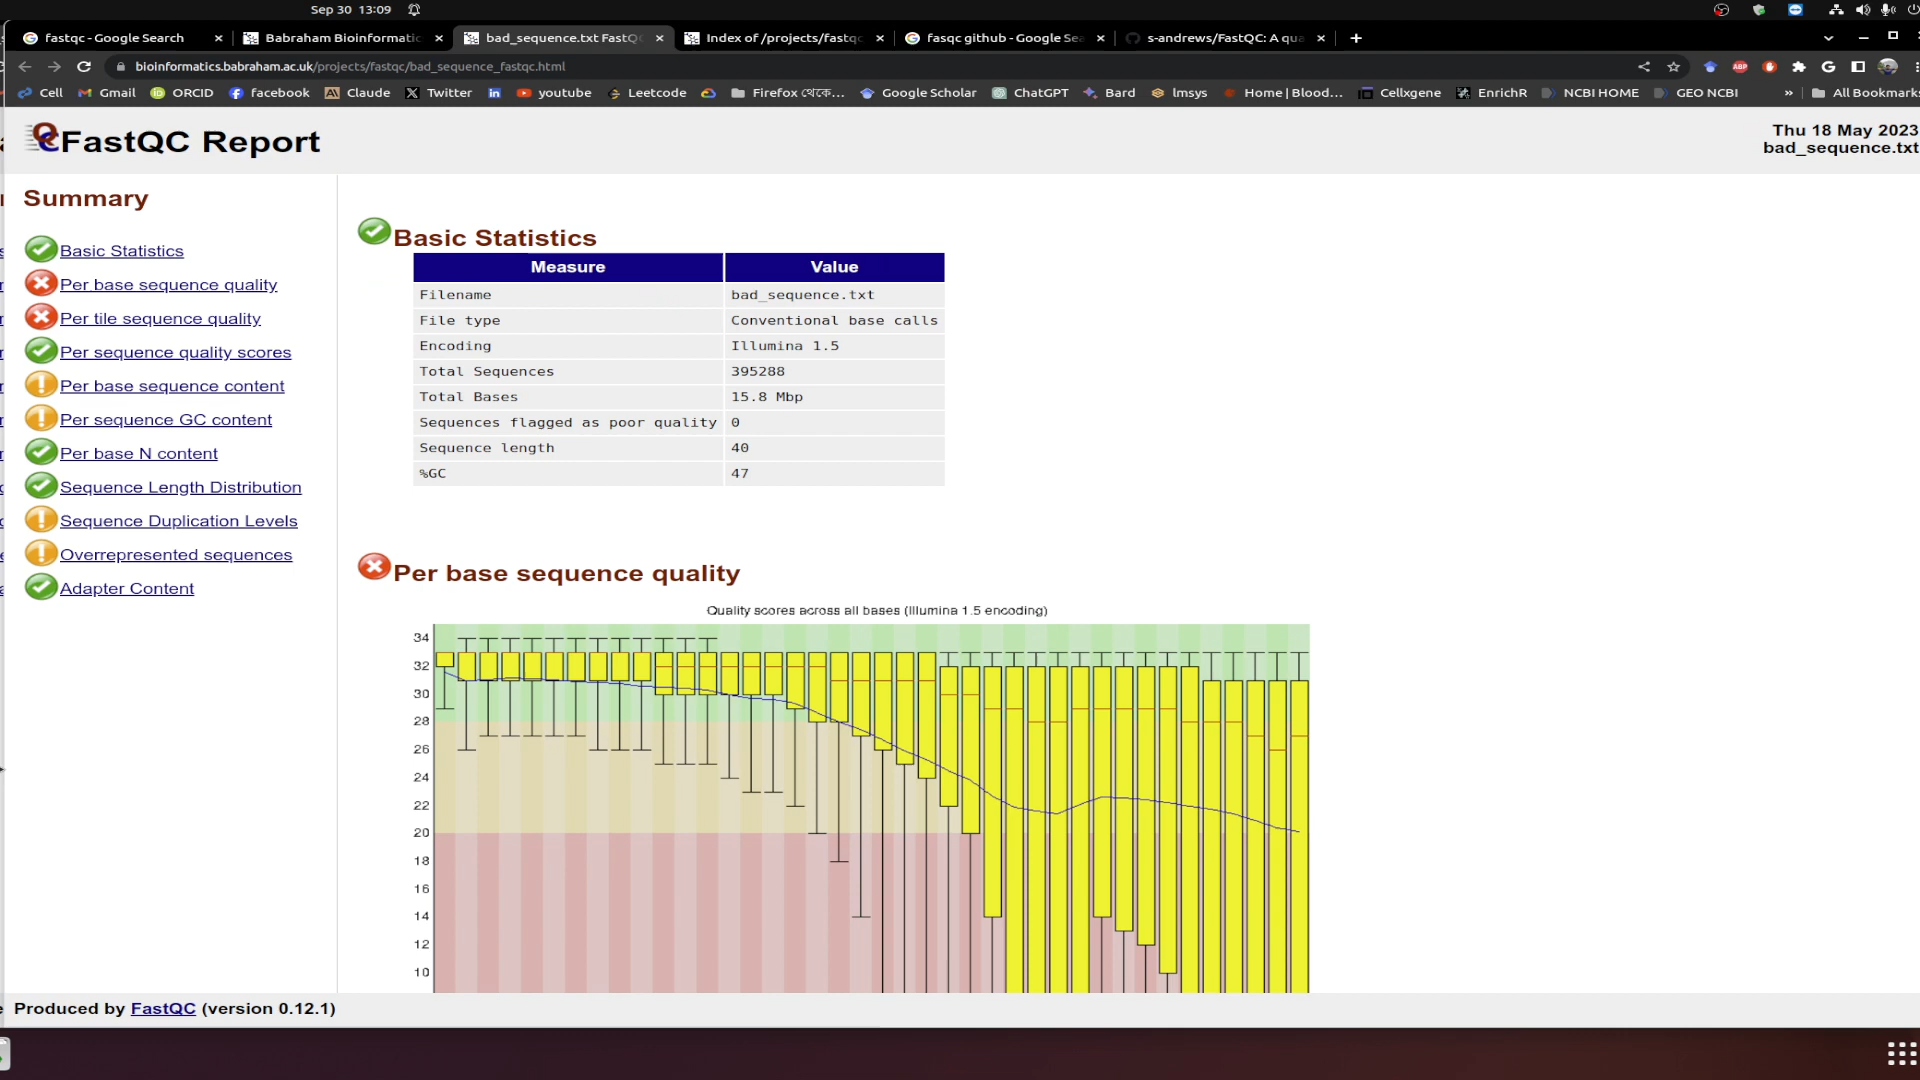 Sep 30 13:09
fastqc - Google Search
Babraham Bioinformatic
bad_sequence.txt FastQC
Index of /projects/fastqc
fasqc github - Google Sea
s-andrews/FastQC: A qua
bioinformatics.babraham.ac.uk/projects/fastqc/bad_sequence_fastqc.html
ABP
Cell
Gmail
ORCID
facebook
Claude
Twitter
youtube
Leetcode
Firefox থেকে...
Google Scholar
ChatGPT
Bard
lmsys
Home | Blood...
Cellxgene
EnrichR
NCBI HOME
GEO NCBI
»
All Bookmarks
FastQC Report
Thu 18 May 2023
bad_sequence.txt
Summary
Basic Statistics
Per base sequence quality
Per tile sequence quality
Per sequence quality scores
Per base sequence content
Per sequence GC content
Per base N content
Sequence Length Distribution
Sequence Duplication Levels
Overrepresented sequences
Adapter Content
Basic Statistics
Measure Value
Filename bad_sequence.txt
File type Conventional base calls
Encoding Illumina 1.5
Total Sequences 395288
Total Bases 15.8 Mbp
Sequences flagged as poor quality 0
Sequence length 40
%GC 47
Per base sequence quality
Quality scores across all bases (Illumina 1.5 encoding)
34
32
30
28
26
24
22
20
18
16
14
12
10
Produced by FastQC (version 0.12.1)